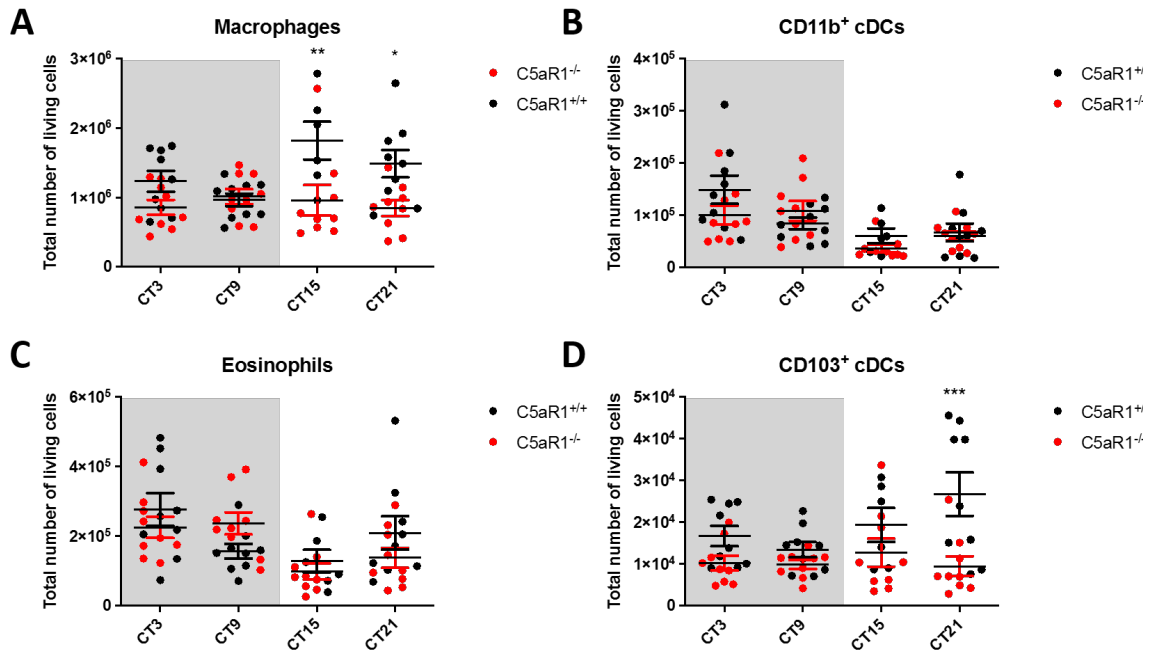 A
Macrophages
Total number of living cells
3×10⁶
2×10⁶
1×10⁶
0
**
*
CT3
CT9
CT15
CT21
C5aR1⁻/⁻
C5aR1⁺/⁺
B
CD11b⁺ cDCs
Total number of living cells
4×10⁵
3×10⁵
2×10⁵
1×10⁵
0
CT3
CT9
CT15
CT21
C5aR1⁺/
C5aR1⁻/⁻
C
Eosinophils
Total number of living cells
6×10⁵
4×10⁵
2×10⁵
0
CT3
CT9
CT15
CT21
C5aR1⁺/⁺
C5aR1⁻/⁻
D
CD103⁺ cDCs
Total number of living cells
5×10⁴
4×10⁴
3×10⁴
2×10⁴
1×10⁴
0
***
CT3
CT9
CT15
CT21
C5aR1⁺/
C5aR1⁻/⁻